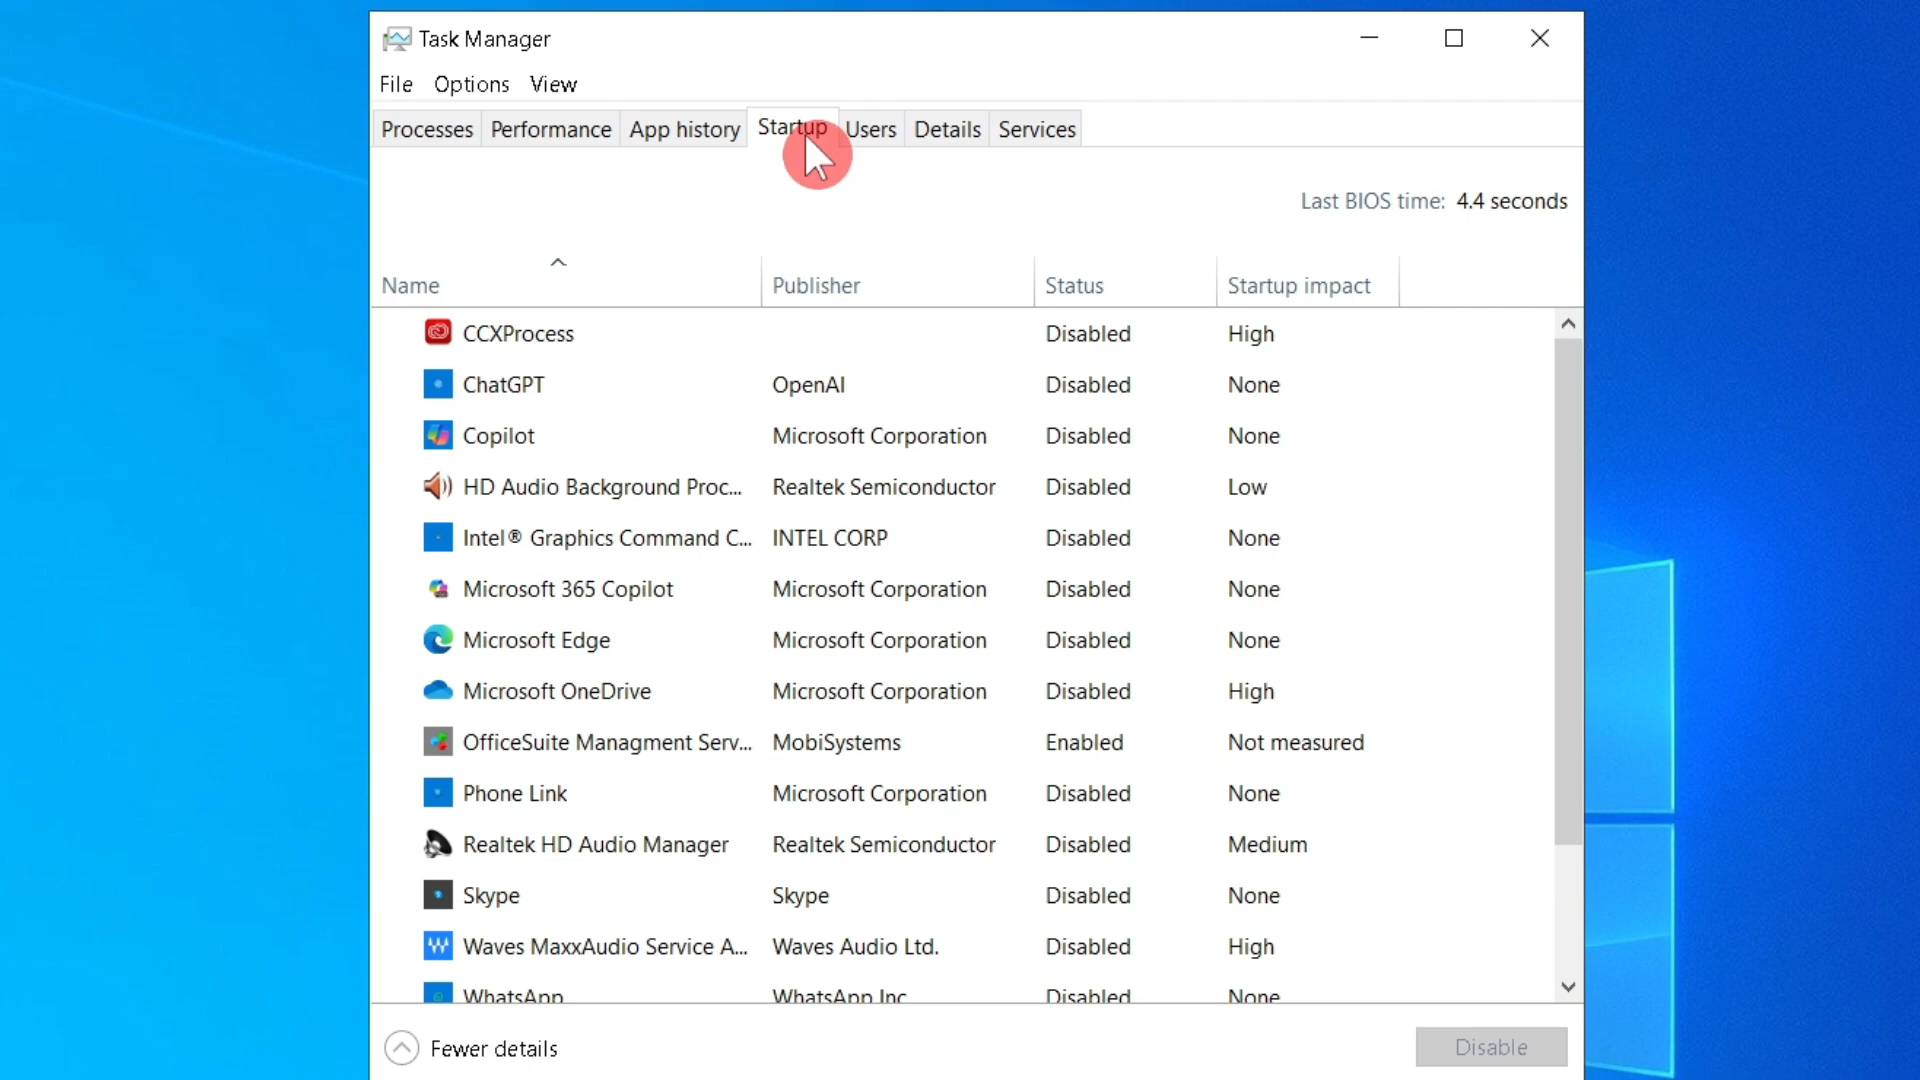 Task Manager
File Options View
Processes Performance App history Startup Users Details Services
Last BIOS time: 4.4 seconds
Name Publisher Status Startup impact
CCXProcess Disabled High
ChatGPT OpenAI Disabled None
Copilot Microsoft Corporation Disabled None
HD Audio Background Proc... Realtek Semiconductor Disabled Low
Intel® Graphics Command C... INTEL CORP Disabled None
Microsoft 365 Copilot Microsoft Corporation Disabled None
Microsoft Edge Microsoft Corporation Disabled None
Microsoft OneDrive Microsoft Corporation Disabled High
OfficeSuite Managment Serv... MobiSystems Enabled Not measured
Phone Link Microsoft Corporation Disabled None
Realtek HD Audio Manager Realtek Semiconductor Disabled Medium
Skype Skype Disabled None
Waves MaxxAudio Service A... Waves Audio Ltd. Disabled High
WhatsApp WhatsApp Inc Disabled None
Fewer details Disable